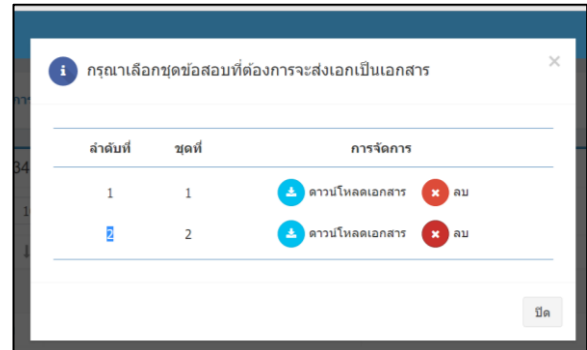 กรุณาเลือกชุดข้อสอบที่ต้องการจะส่งเอกเป็นเอกสาร ×
ลำดับที่ ชุดที่ การจัดการ
1 1 ดาวน์โหลดเอกสาร ลบ
2 2 ดาวน์โหลดเอกสาร ลบ
ปิด